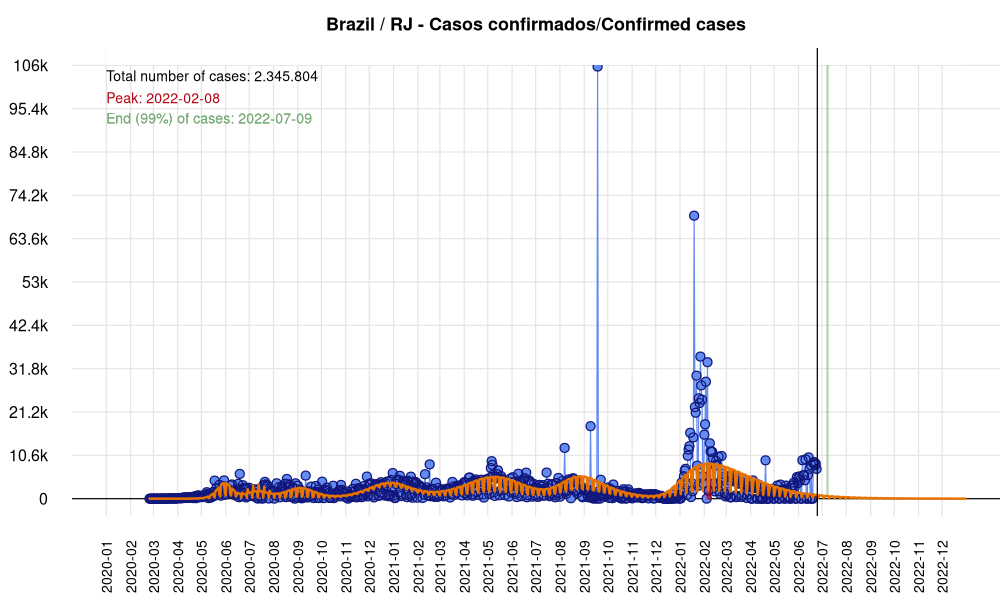 Brazil / RJ - Casos confirmados/Confirmed cases
106k
Total number of cases: 2.345.804
Peak: 2022-02-08
95.4k
End (99%) of cases: 2022-07-09
84.8k
74.2k
63.6k
53k
42.4k
31.8k
21.2k
10.6k
0
2020-01
2020-02
2020-03
2020-04
2020-05
2020-06
2020-07
2020-08
2020-09
2020-10
2020-11
2020-12
2021-01
2021-02
2021-03
2021-04
2021-05
2021-06
2021-07
2021-08
2021-09
2021-10
2021-11
2021-12
2022-01
2022-02
2022-03
2022-04
2022-05
2022-06
2022-07
2022-08
2022-09
2022-10
2022-11
2022-12